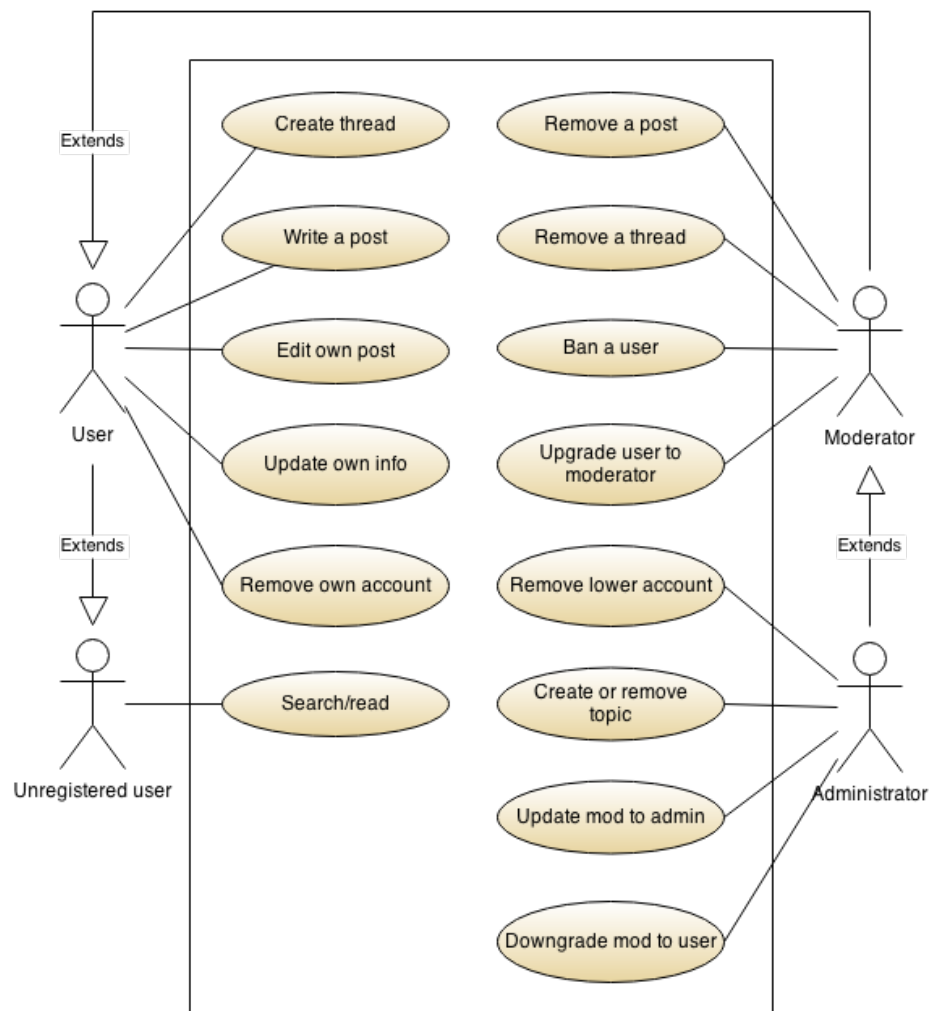 Create thread
Remove a post
Extends
Write a post
Remove a thread
Edit own post
Ban a user
User
Moderator
Update own info
Upgrade user to
moderator
Extends
Extends
Remove own account
Remove lower account
Search/read
Create or remove
topic
Unregistered user
Administrator
Update mod to admin
Downgrade mod to user